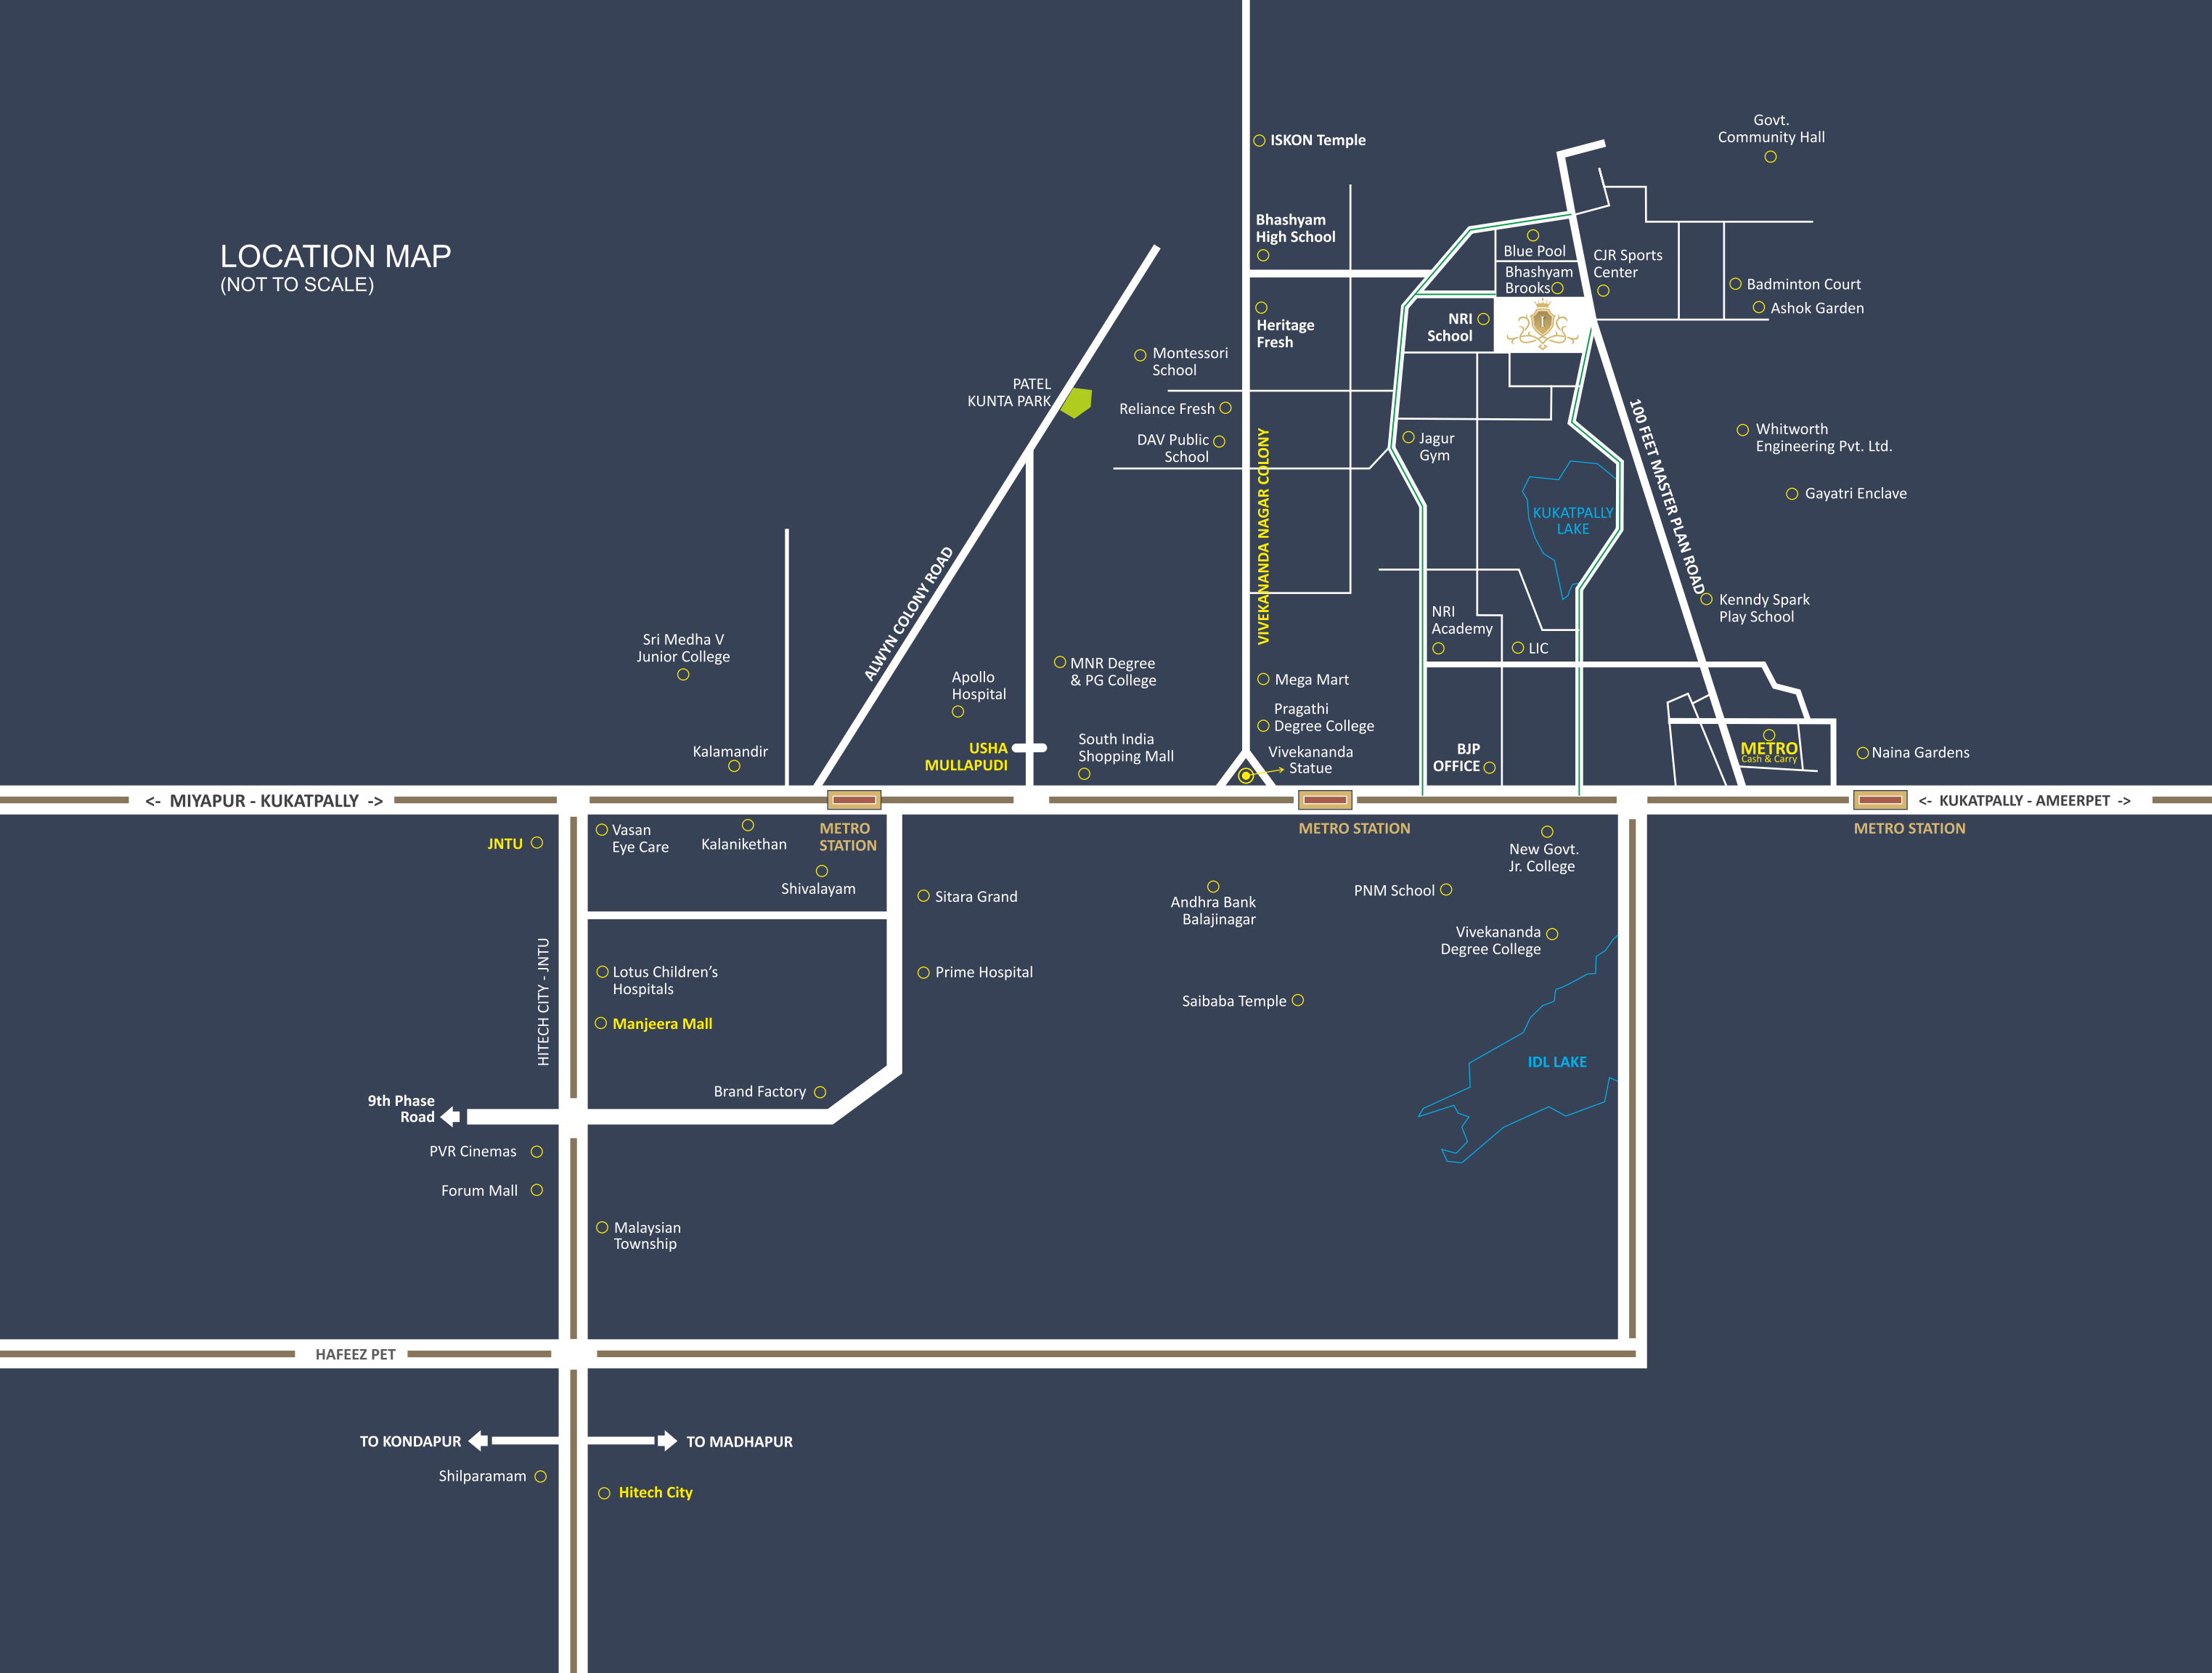 LOCATION MAP
(NOT TO SCALE)
ISKON Temple
Govt.
Community Hall
Bhashyam
High School
Blue Pool
CJR Sports
Center
Bhashyam
Brooks
Badminton Court
Ashok Garden
I
NRI
School
Heritage
Fresh
Montessori
School
PATEL
KUNTA PARK
Reliance Fresh
DAV Public
School
Jagur
Gym
VIVEKANANDA NAGAR COLONY
100 FEET MASTER PLAN ROAD
Whitworth
Engineering Pvt. Ltd.
Gayatri Enclave
KUKATPALLY
LAKE
ALWYN COLONY ROAD
Kenndy Spark
Play School
NRI
Academy
LIC
Sri Medha V
Junior College
MNR Degree
& PG College
Apollo
Hospital
Mega Mart
Pragathi
Degree College
Kalamandir
USHA
MULLAPUDI
South India
Shopping Mall
Vivekananda
Statue
BJP
OFFICE
METRO
Cash & Carry
Naina Gardens
<- MIYAPUR - KUKATPALLY ->
<- KUKATPALLY - AMEERPET ->
JNTU
Vasan
Eye Care
Kalanikethan
METRO
STATION
METRO STATION
METRO STATION
Shivalayam
New Govt.
Jr. College
Sitara Grand
Andhra Bank
Balajinagar
PNM School
Vivekananda
Degree College
HITECH CITY - JNTU
Lotus Children's
Hospitals
Prime Hospital
Saibaba Temple
Manjeera Mall
IDL LAKE
Brand Factory
9th Phase
Road
PVR Cinemas
Forum Mall
Malaysian
Township
HAFEEZ PET
TO KONDAPUR
TO MADHAPUR
Shilparamam
Hitech City